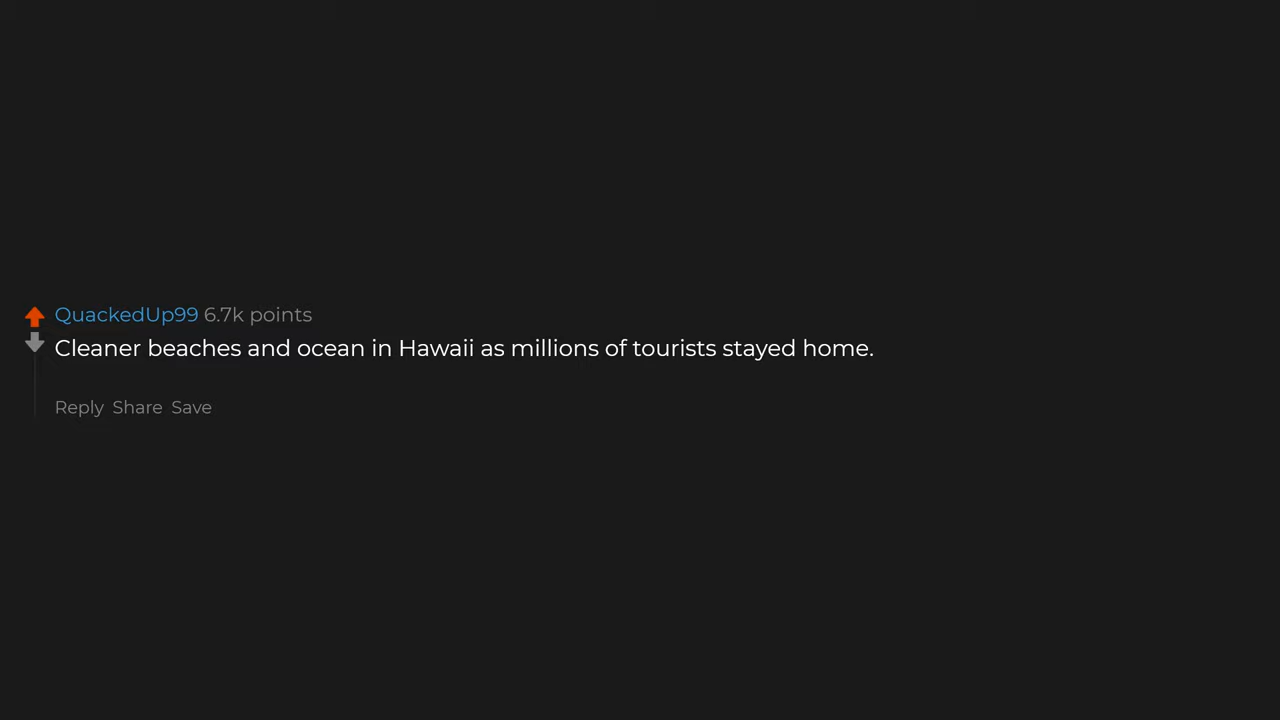 QuackedUp99 6.7k points
Cleaner beaches and ocean in Hawaii as millions of tourists stayed home.
Reply Share Save